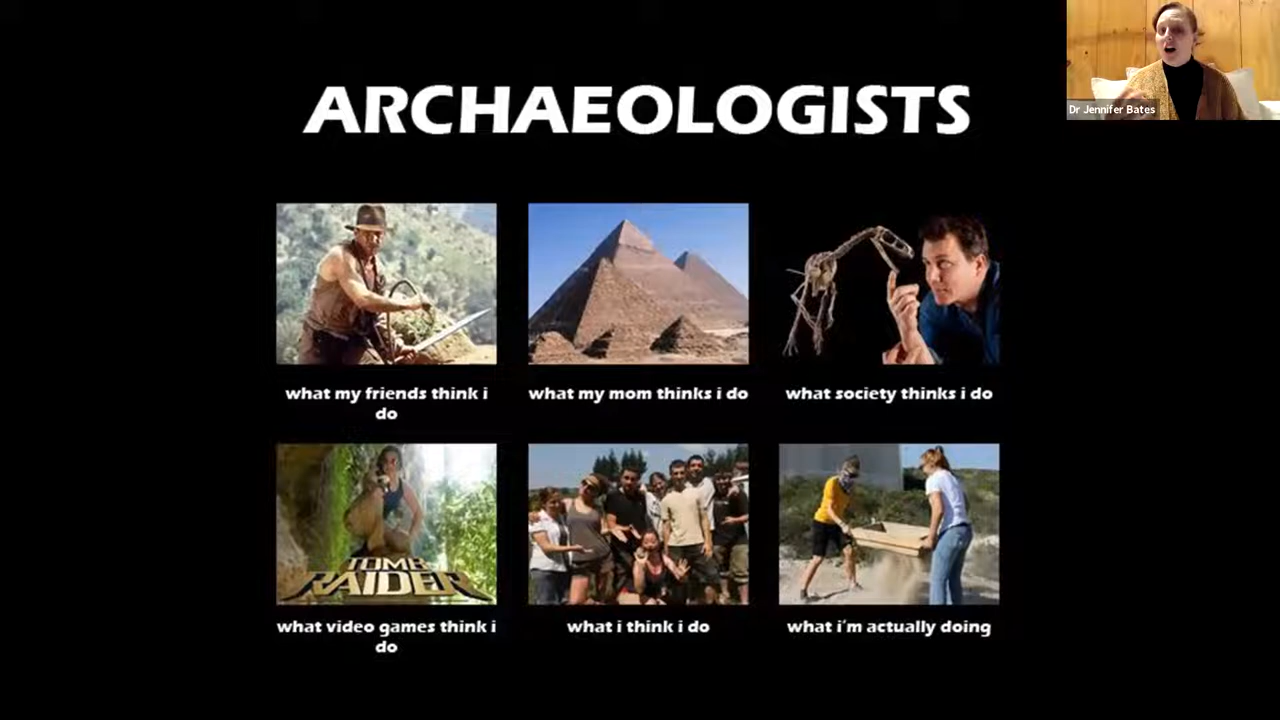 Dr Jennifer Bates
ARCHAEOLOGISTS
what my friends think i
do
what my mom thinks i do
what society thinks i do
TOMB
RAIDER
what video games think i
do
what i think i do
what i'm actually doing